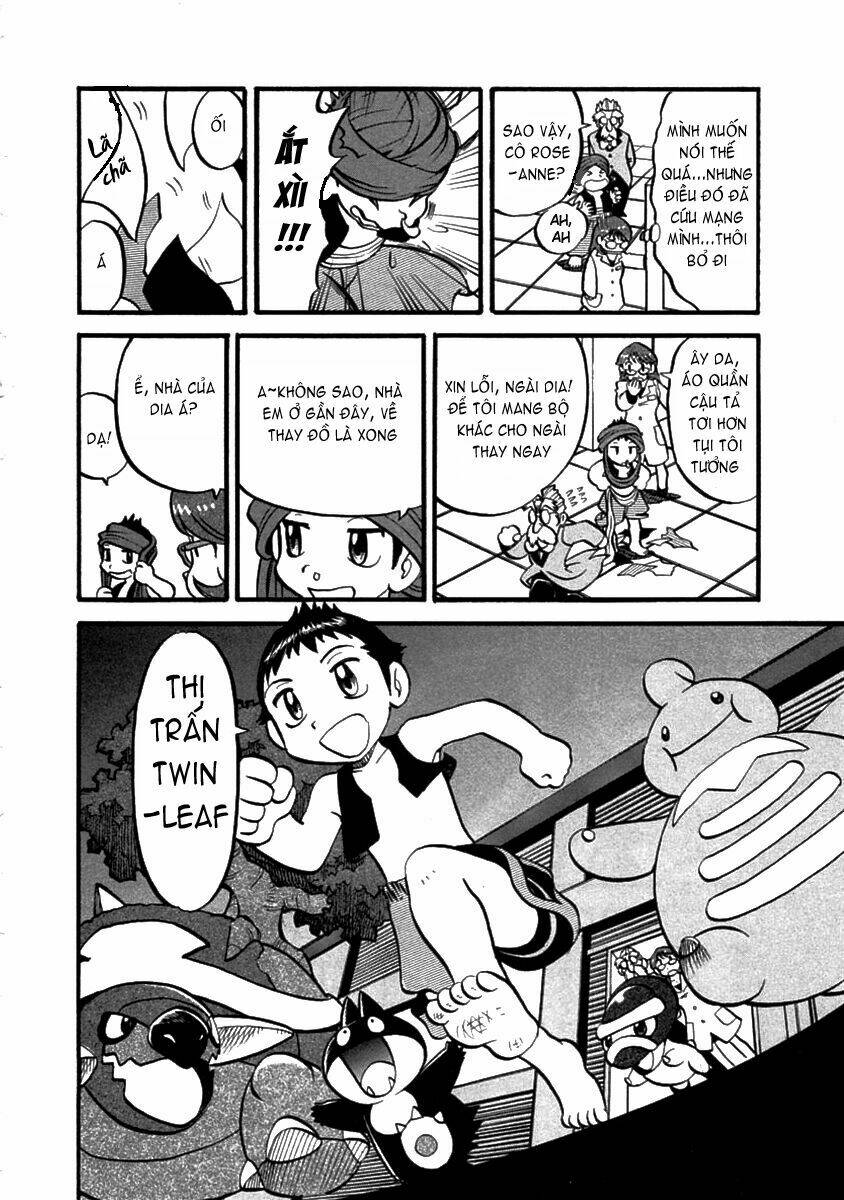 MÌNH MUỐN
NÓI THẾ
QUÁ...NHƯNG
ĐIỀU ĐÓ ĐÃ
CỨU MẠNG
MÌNH...THÔI
BỎ ĐI
SAO VẬY,
CÔ ROSE
-ANNE?
AH,
AH
ẮT
XÌI
!!!
ỐI
LÃ
chã
Á
ÂY DA,
ÁO QUẦN
CẬU TẢ
TƠI HƠN
TỤI TÔI
TƯỞNG
XIN LỖI, NGÀI DIA!
ĐỂ TÔI MANG BỘ
KHÁC CHO NGÀI
THAY NGAY
A~KHÔNG SAO, NHÀ
EM Ở GẦN ĐÂY, VỀ
THAY ĐỒ LÀ XONG
Ể, NHÀ CỦA
DIA Á?
DẠ!
THỊ
TRẤN
TWIN
-LEAF